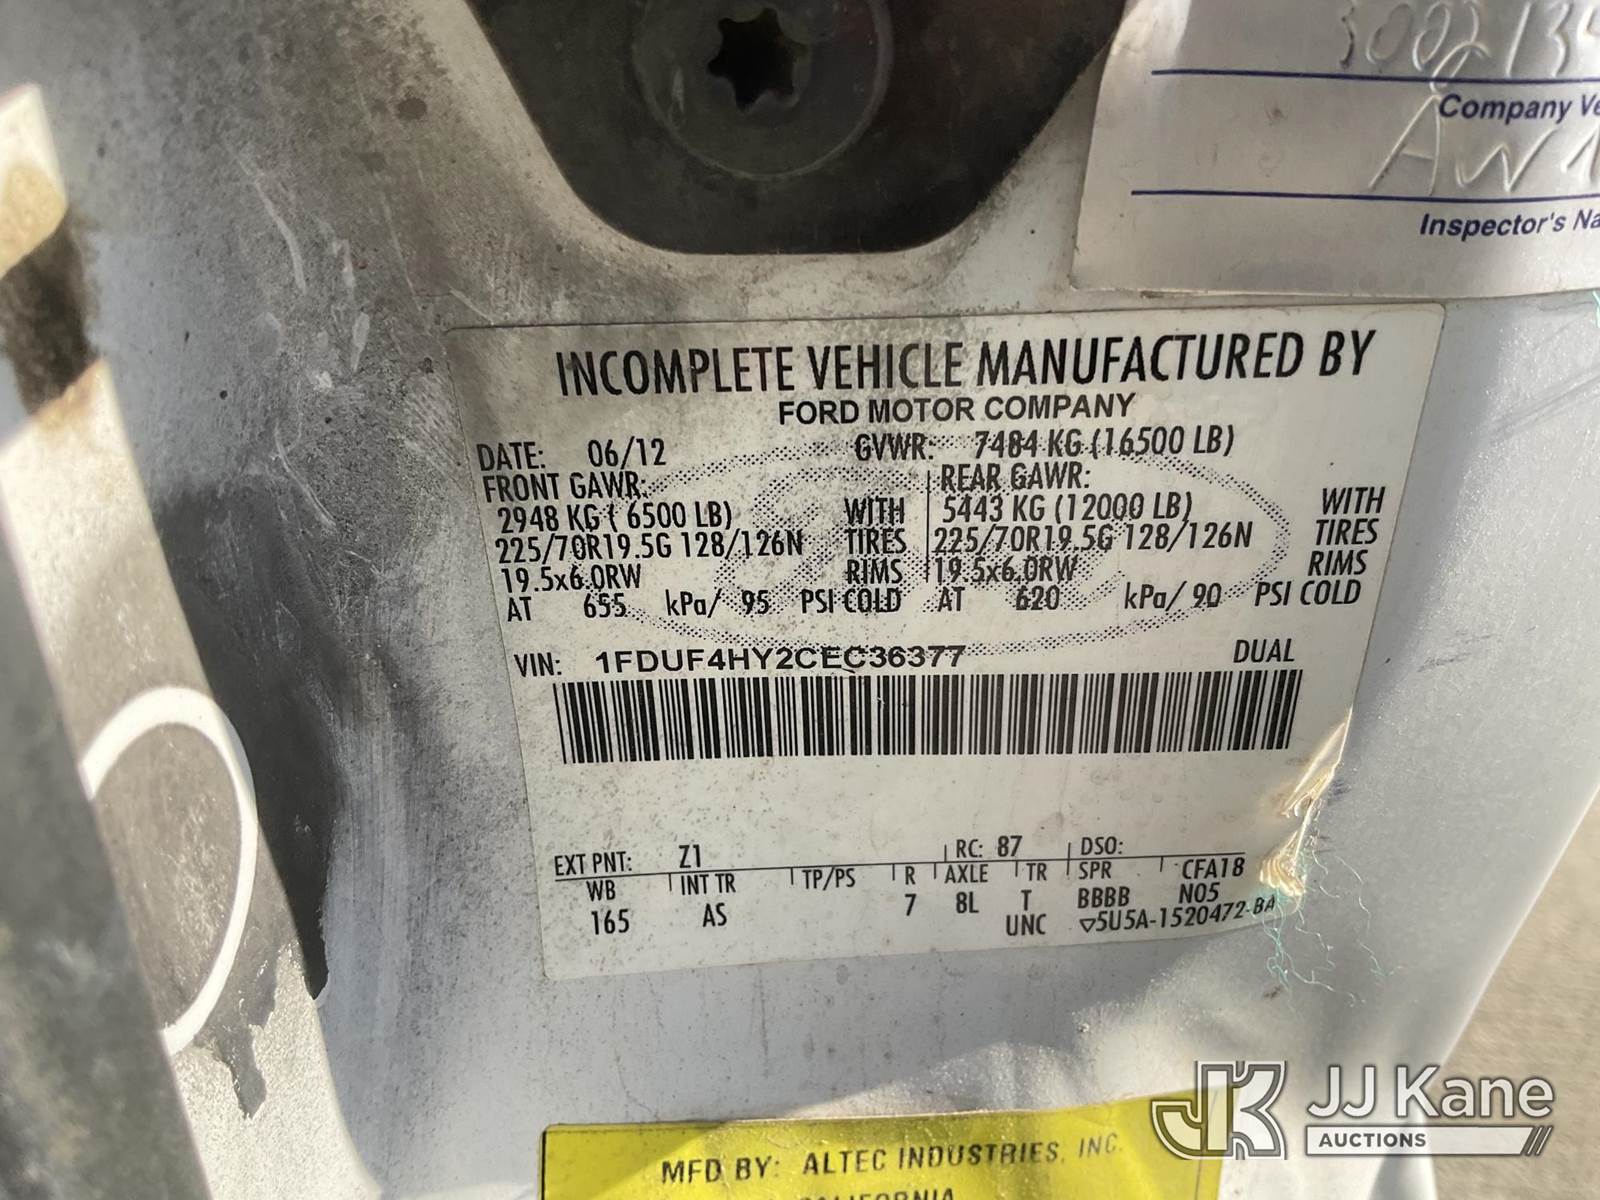 Company
Inspector's
INCOMPLETE VEHICLE MANUFACTURED BY
FORD MOTOR COMPANY
DATE: 06/12 GVWR: 7484 KG (16500 LB)
FRONT GAWR: REAR GAWR:
2948 KG ( 6500 LB) WITH 5443 KG (12000 LB) WITH
225/70R19.5G 128/126N TIRES 225/70R19.5G 128/126N TIRES
19.5x6.0RW RIMS 19.5x6.0RW RIMS
AT 655 kPa/ 95 PSI COLD AT 620 kPa/ 90 PSI COLD
VIN: 1FDUF4HY2CEC36377 DUAL
EXT PNT: Z1 RC: 87 DSO:
WB INT TR TP/PS R AXLE TR SPR CFA18
165 AS 7 8L T BBBB N05
UNC ▽5U5A-1520472-BA
MFD BY: ALTEC INDUSTRIES, INC.
CALIFORNIA
JK JJ Kane
AUCTIONS